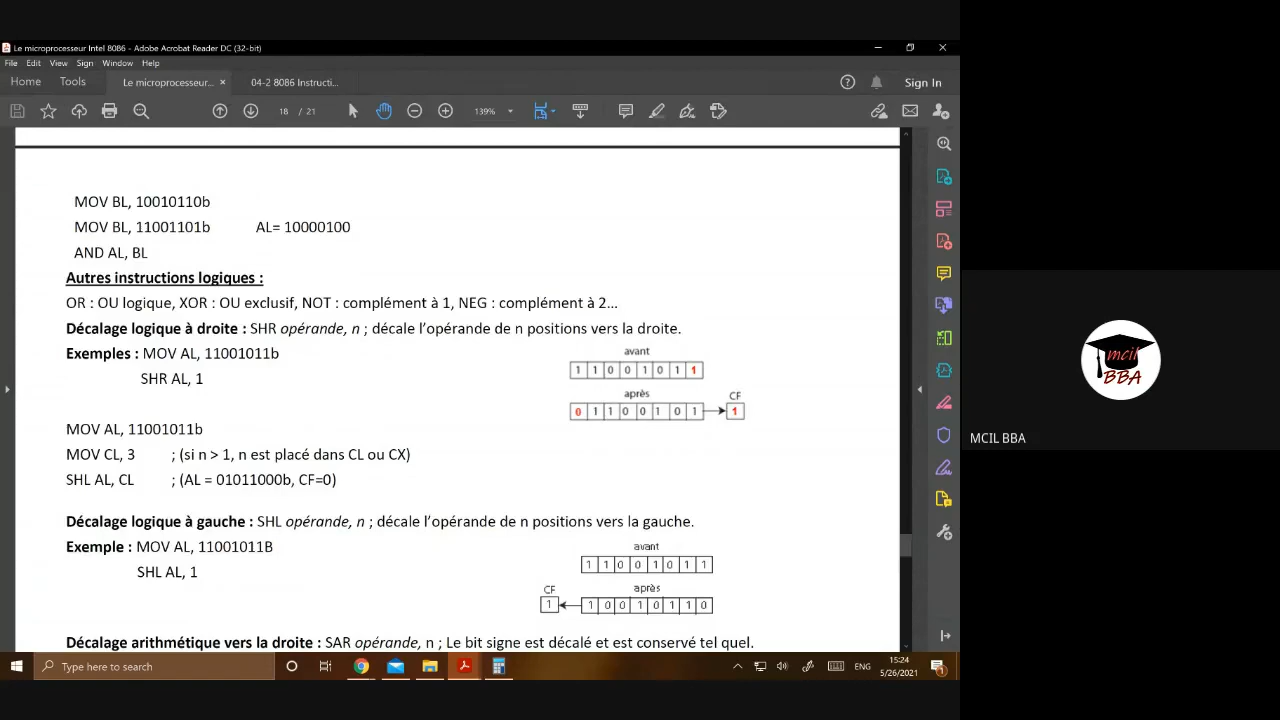 Le microprocesseur Intel 8086 - Adobe Acrobat Reader DC (32-bit)
File Edit View Sign Window Help
Home Tools Le microprocesseur... × 04-2 8086 Instructi... Sign In
18 / 21 139%
MOV BL, 10010110b
MOV BL, 11001101b AL= 10000100
AND AL, BL
Autres instructions logiques :
OR : OU logique, XOR : OU exclusif, NOT : complément à 1, NEG : complément à 2...
Décalage logique à droite : SHR opérande, n ; décale l'opérande de n positions vers la droite.
Exemples : MOV AL, 11001011b
avant
1 1 0 0 1 0 1 1
SHR AL, 1
après CF
0 1 1 0 0 1 0 1 1
MOV AL, 11001011b
MOV CL, 3 ; (si n > 1, n est placé dans CL ou CX)
SHL AL, CL ; (AL = 01011000b, CF=0)
Décalage logique à gauche : SHL opérande, n ; décale l'opérande de n positions vers la gauche.
Exemple : MOV AL, 11001011B
avant
1 1 0 0 1 0 1 1
SHL AL, 1
CF après
1 1 0 0 1 0 1 1 0
Décalage arithmétique vers la droite : SAR opérande, n ; Le bit signe est décalé et est conservé tel quel.
Type here to search
ENG
15:24
5/26/2021
mcil
BBA
MCIL BBA